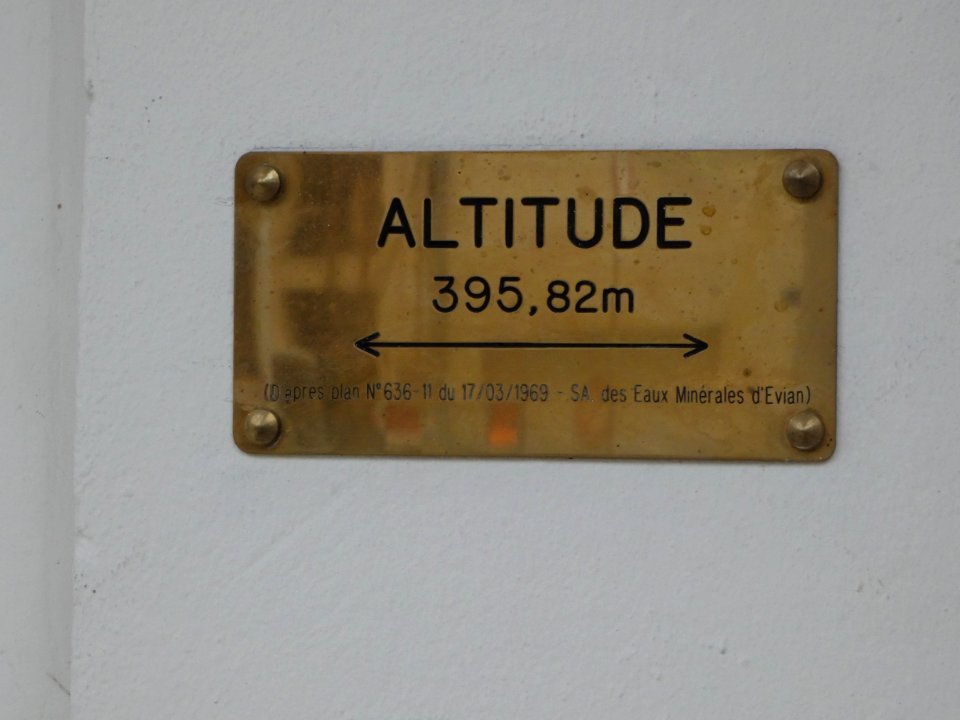 ALTITUDE
395,82m
(D'apres plan N°636-11 du 17/03/1969 - SA. des Eaux Minérales d'Evian)